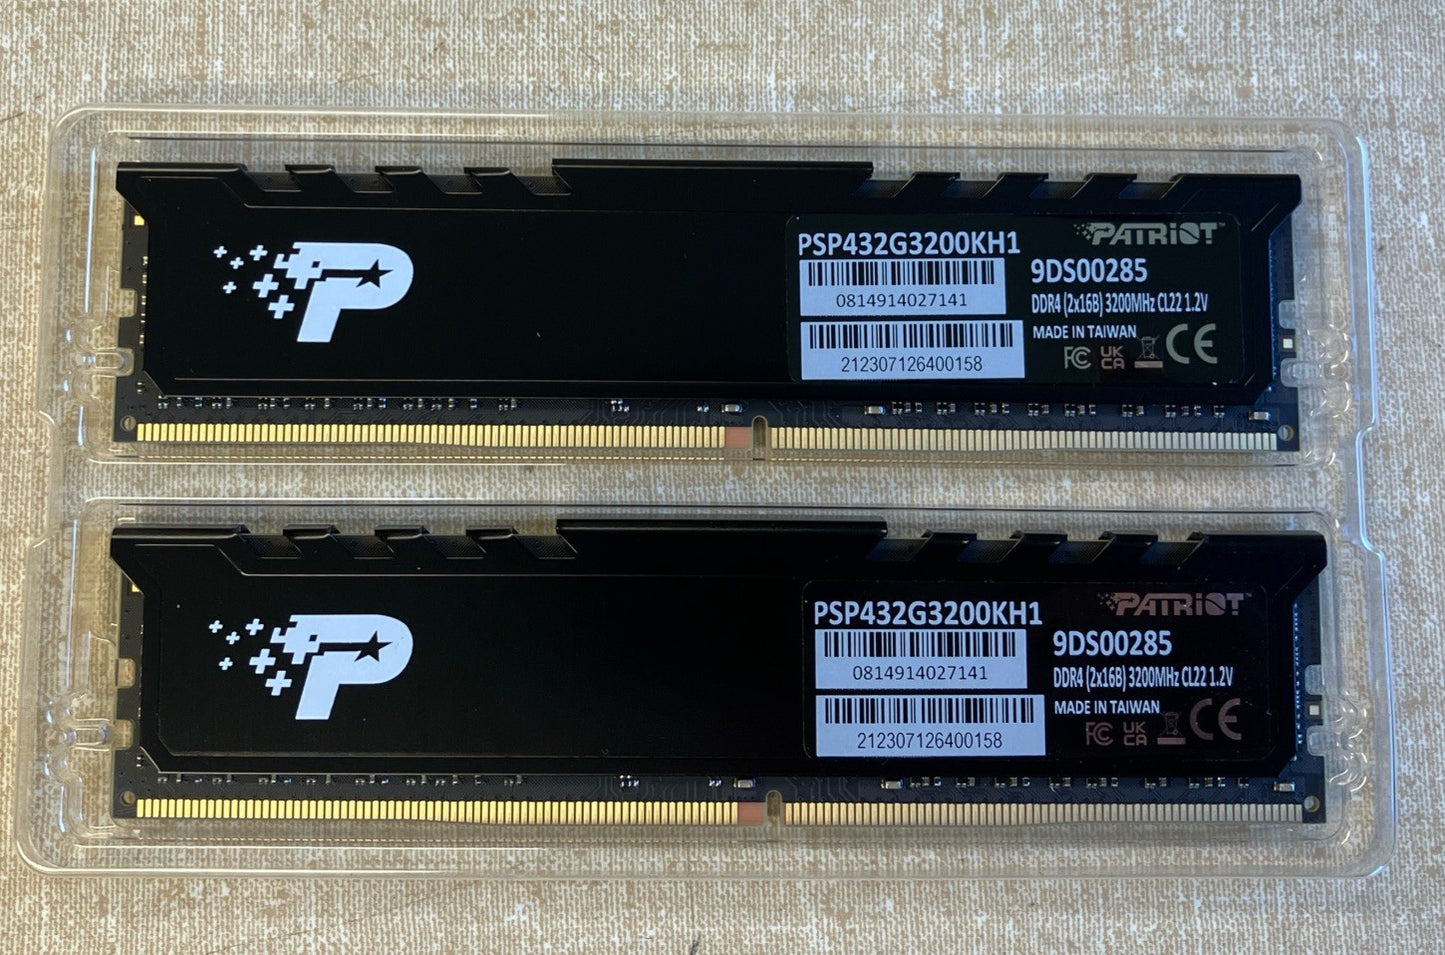 PSP432G3200KH1
0814914027141
212307126400158
PATRIOT
9DS00285
DDR4 (2x16B) 3200MHz CL22 1.2V
MADE IN TAIWAN
FC UK CA CE
PSP432G3200KH1
0814914027141
212307126400158
PATRIOT
9DS00285
DDR4 (2x16B) 3200MHz CL22 1.2V
MADE IN TAIWAN
FC UK CA CE